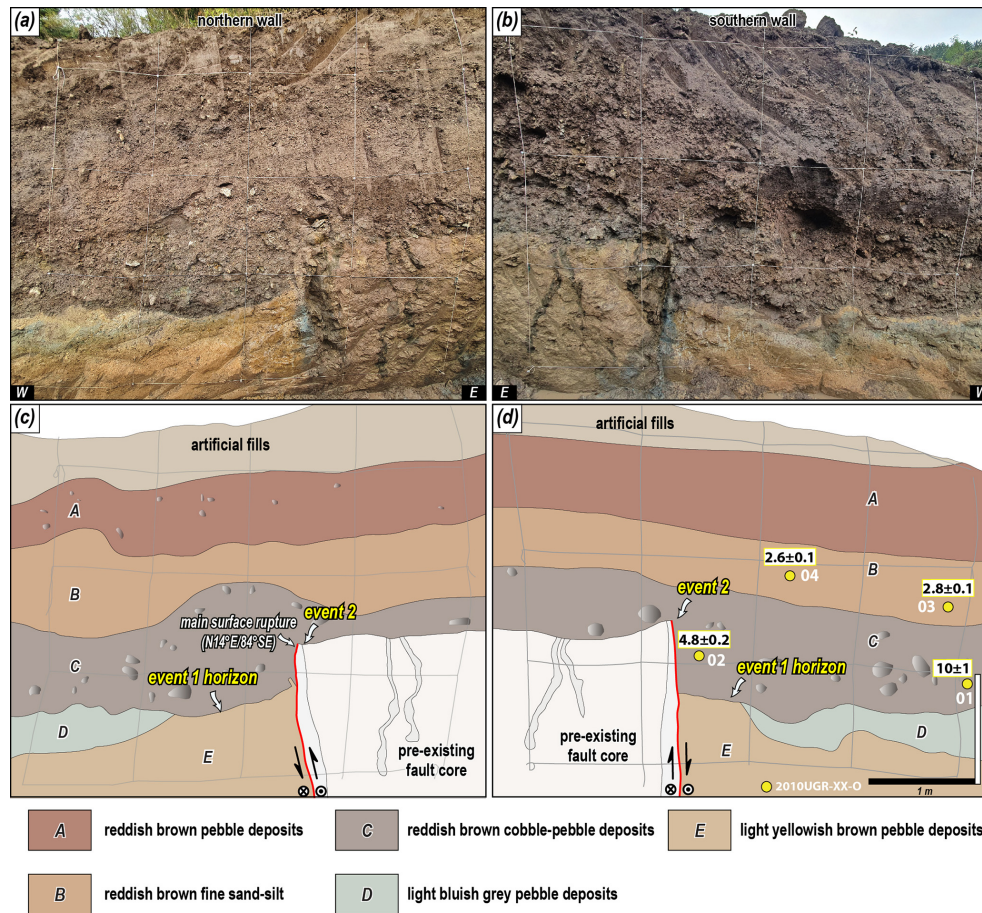 (a)
northern wall
W
E
(b)
southern wall
E
W
(c)
artificial fills
A
B
main surface rupture
(N14°E/84°SE)
event 2
C
event 1 horizon
D
E
pre-existing
fault core
(d)
artificial fills
A
2.6±0.1
04
B
2.8±0.1
03
event 2
4.8±0.2
02
C
event 1 horizon
10±1
01
pre-existing
fault core
D
E
2010UGR-XX-O
1 m
A reddish brown pebble deposits
C reddish brown cobble-pebble deposits
E light yellowish brown pebble deposits
B reddish brown fine sand-silt
D light bluish grey pebble deposits